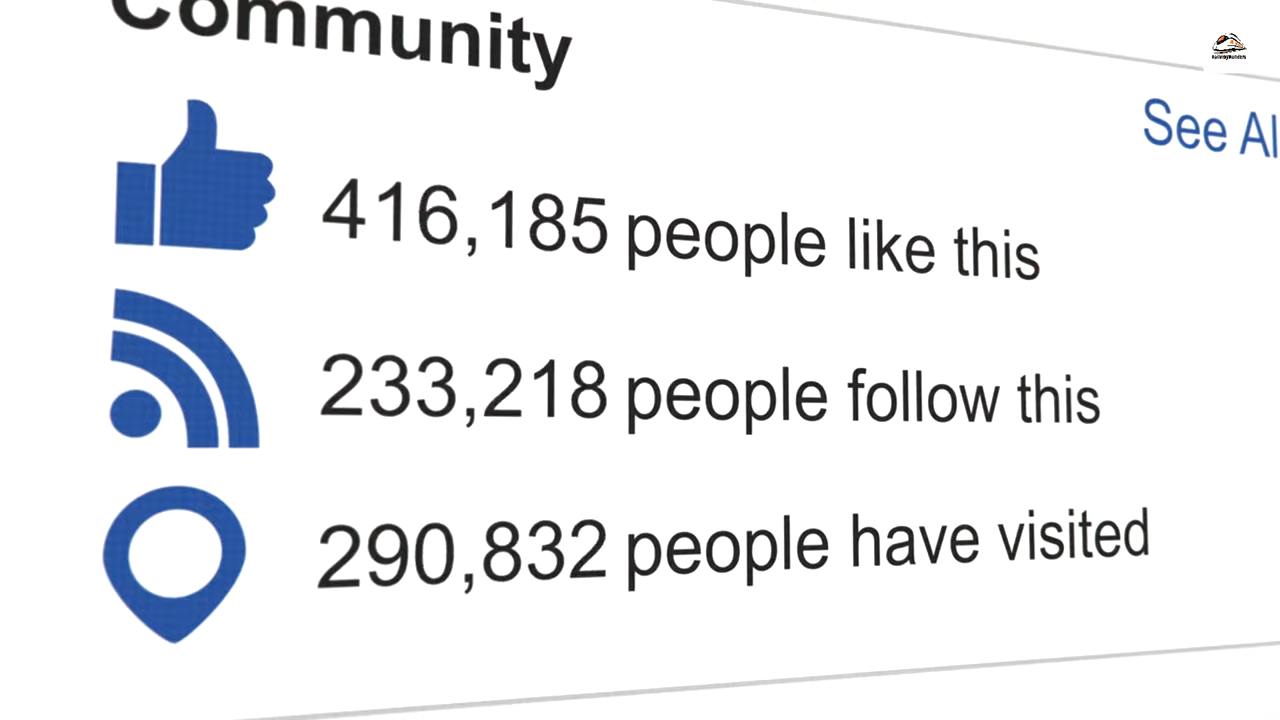 Community
See Al
416,185 people like this
233,218 people follow this
290,832 people have visited